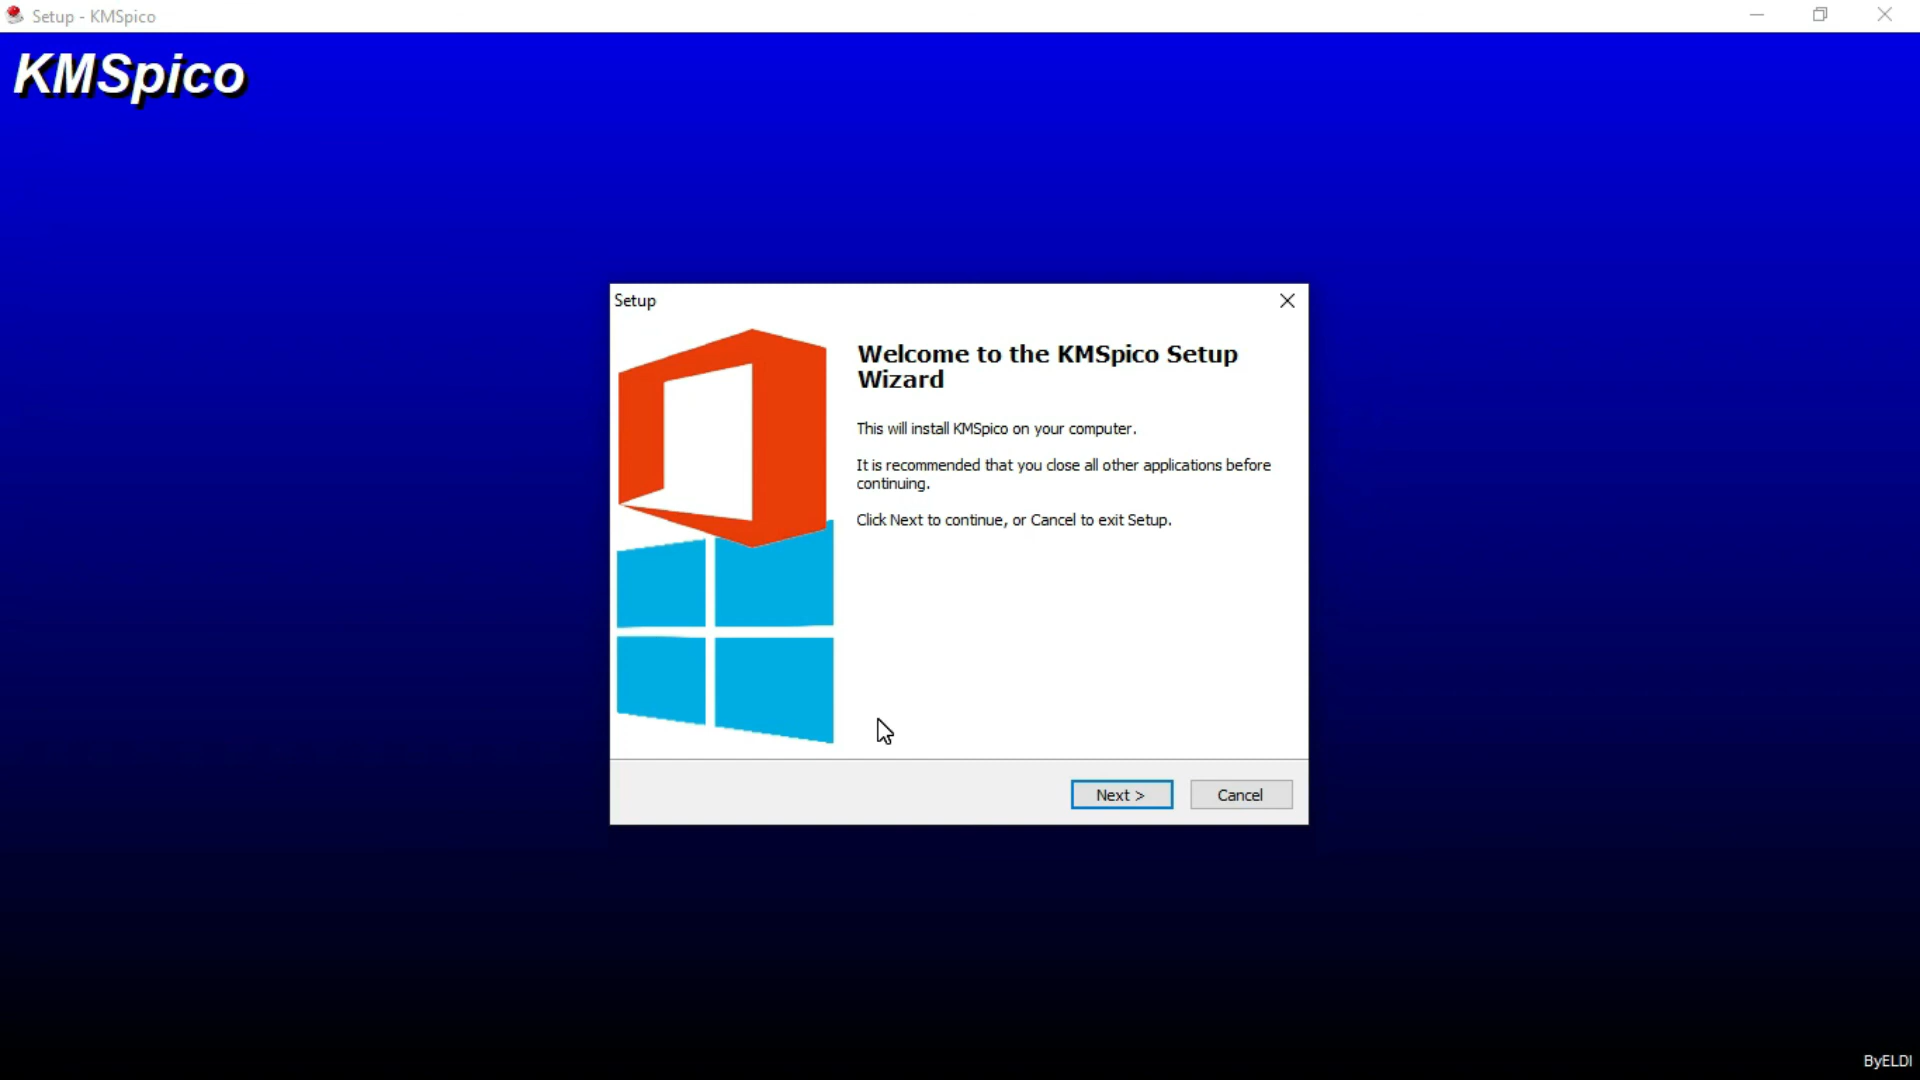 Setup - KMSpico
KMSpico
Setup
Welcome to the KMSpico Setup
Wizard
This will install KMSpico on your computer.
It is recommended that you close all other applications before
continuing.
Click Next to continue, or Cancel to exit Setup.
Next >
Cancel
ByELDI